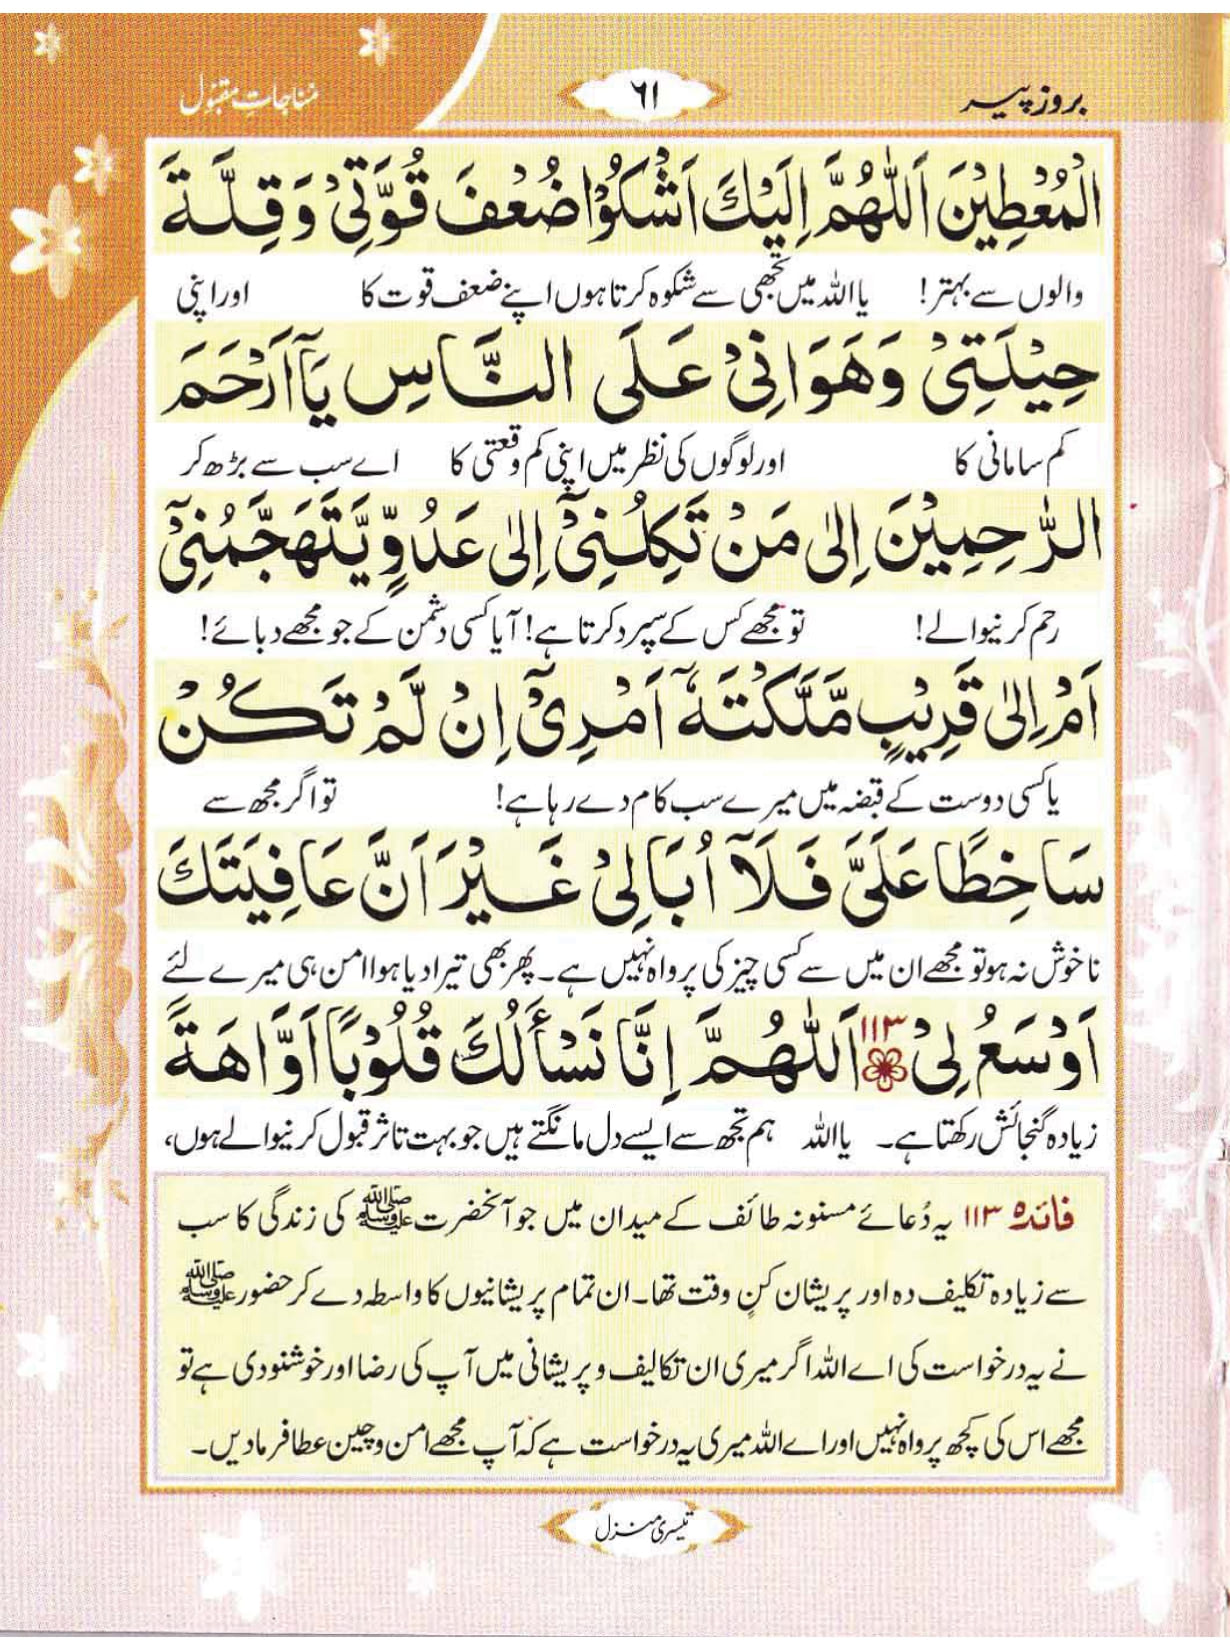 بروز پیر
۶۱
مناجات مقبول
الْمُعْطِيْنَ اَللّٰهُمَّ اِلَيْكَ اَشْكُوْا ضُعْفَ قُوَّتِيْ وَقِلَّةَ
والوں سے بہتر! یا اللہ میں تجھی سے شکوہ کرتا ہوں اپنے ضعف قوت کا اور اپنی
حِيْلَتِيْ وَهَوَانِيْ عَلَى النَّاسِ يَآ اَرْحَمَ
کم سامانی کا اور لوگوں کی نظر میں اپنی کم وقعتی کا اے سب سے بڑھ کر
الرّٰحِمِيْنَ اِلٰى مَنْ تَكِلُنِيْٓ اِلٰى عَدُوٍّ يَّتَهَجَّمُنِيْٓ
رحم کرنیوالے! تو مجھے کس کے سپرد کرتا ہے! آیا کسی دشمن کے جو مجھے دبائے!
اَمْ اِلٰى قَرِيْبٍ مَّلَّكْتَهٗٓ اَمْرِيْٓ اِنْ لَّمْ تَكُنْ
یا کسی دوست کے قبضہ میں میرے سب کام دے رہا ہے! تو اگر مجھ سے
سَاخِطًا عَلَيَّ فَلَآ اُبَالِيْ غَيْرَ اَنَّ عَافِيَتَكَ
ناخوش نہ ہو تو مجھے ان میں سے کسی چیز کی پرواہ نہیں ہے۔ پھر بھی تیرا دیا ہوا امن ہی میرے لئے
اَوْسَعُ لِيْ ۱۱۳ اَللّٰهُمَّ اِنَّا نَسْأَلُكَ قُلُوْبًا اَوَّاهَةً
زیادہ گنجائش رکھتا ہے۔ یا اللہ ہم تجھ سے ایسے دل مانگتے ہیں جو بہت تاثر قبول کرنیوالے ہوں،
فائدہ ۱۱۳ یہ دُعائے مسنونہ طائف کے میدان میں جو آنحضرت ﷺ کی زندگی کا سب
سے زیادہ تکلیف دہ اور پریشان کن وقت تھا۔ ان تمام پریشانیوں کا واسطہ دے کر حضور ﷺ
نے یہ درخواست کی اے اللہ اگر میری ان تکالیف و پریشانی میں آپ کی رضا اور خوشنودی ہے تو
مجھے اس کی کچھ پرواہ نہیں اور اے اللہ میری یہ درخواست ہے کہ آپ مجھے امن و چین عطا فرمادیں۔
تیسری منزل